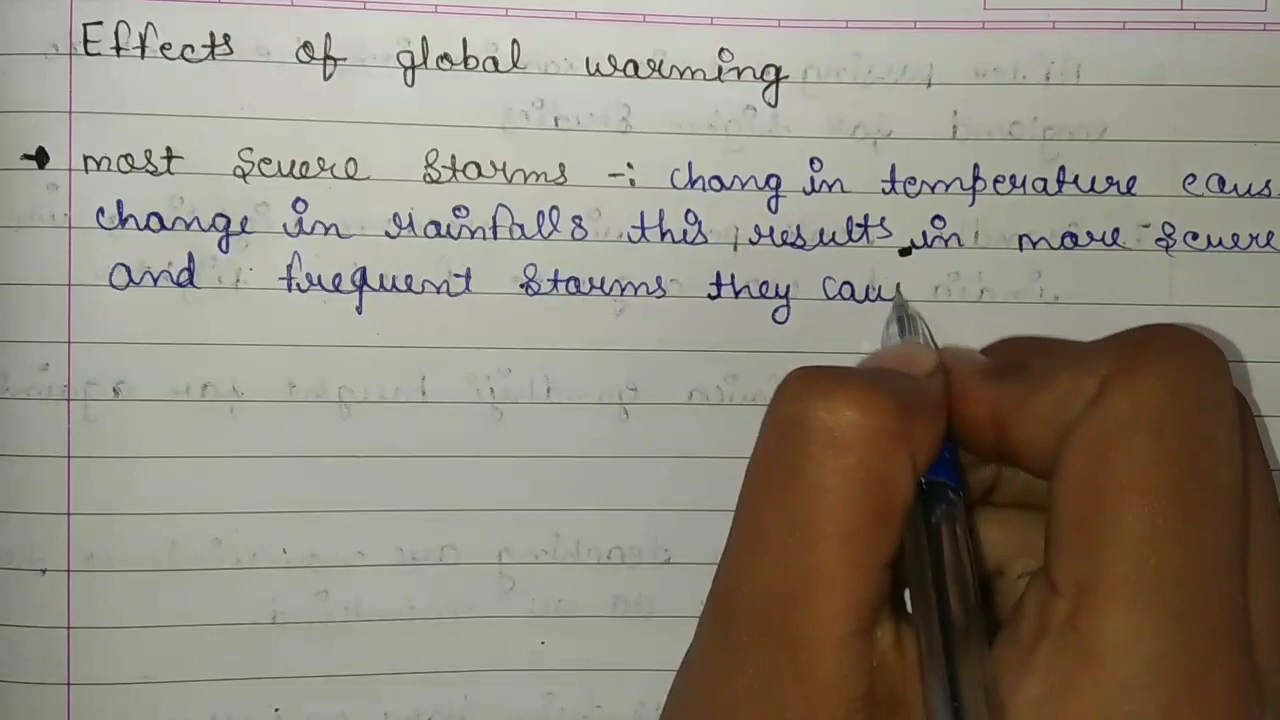 Effects of global warming
→ most severe storms -: chang in temperature caus
change in rainfalls this results in more severe
and frequent storms they cau